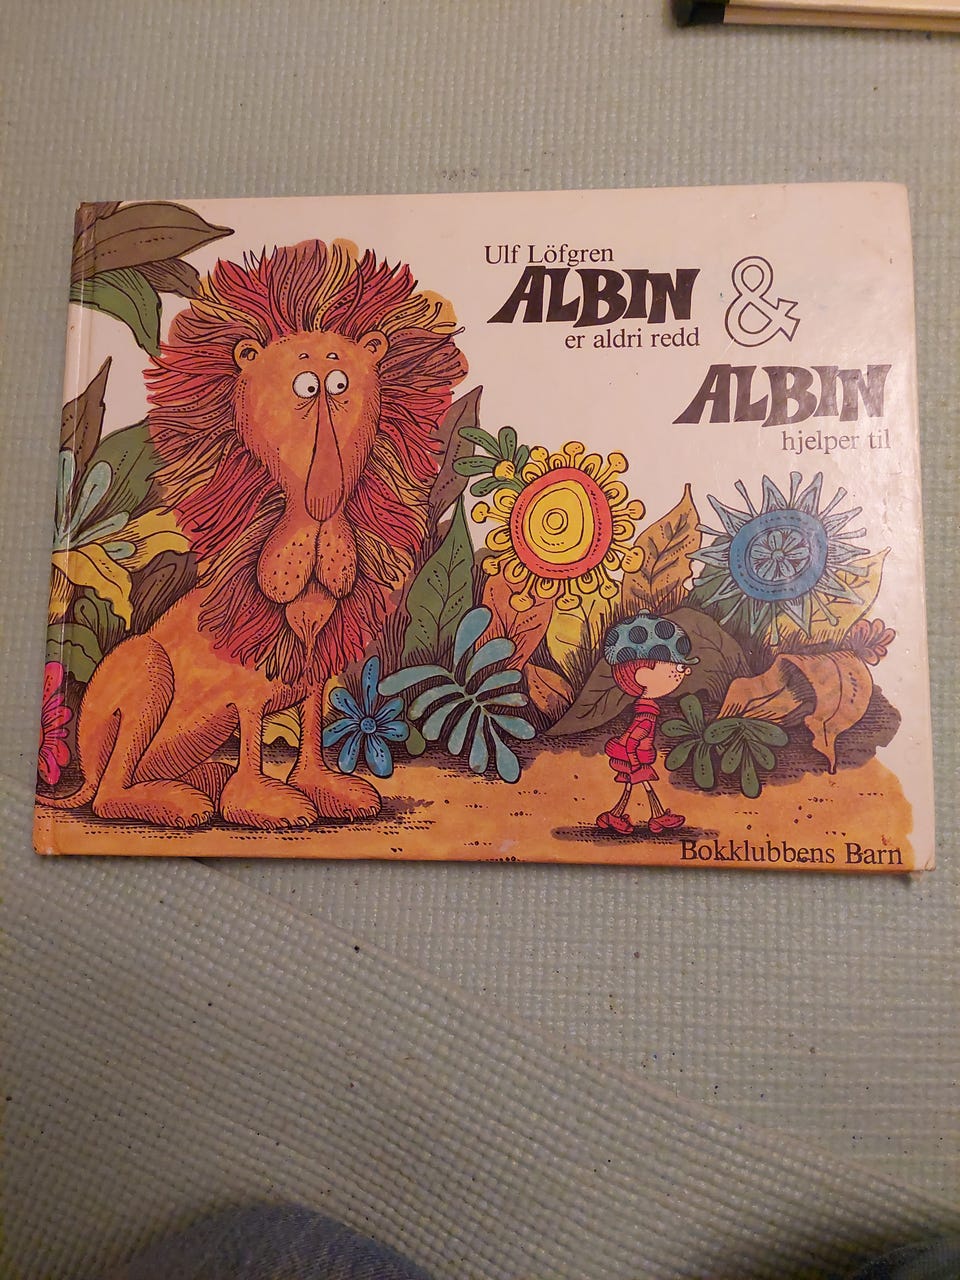 Ulf Löfgren
ALBIN
er aldri redd
&
ALBIN
hjelper til
Bokklubbens Barn